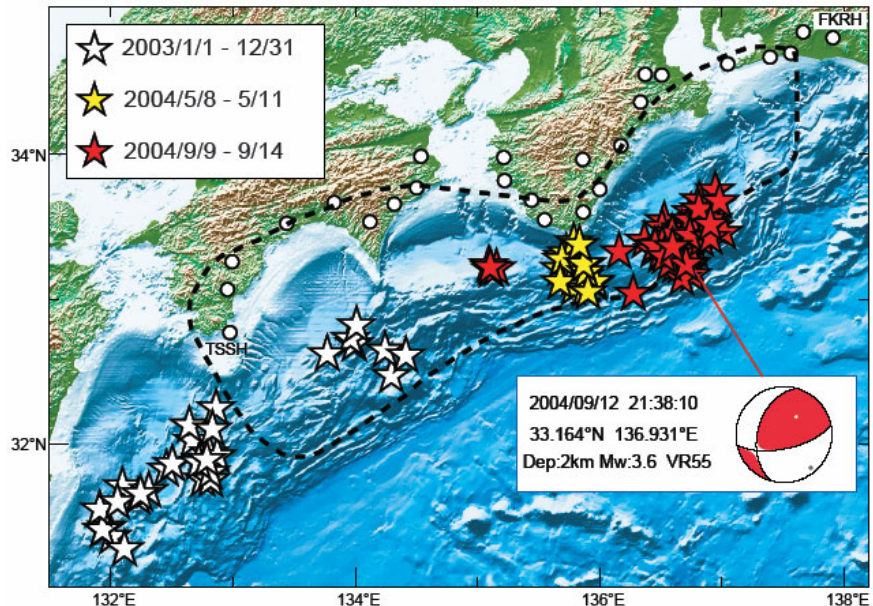 FKRH
2003/1/1 - 12/31
2004/5/8 - 5/11
2004/9/9 - 9/14
34°N
TSSH
2004/09/12 21:38:10
33.164°N 136.931°E
Dep:2km Mw:3.6 VR55
32°N
132°E 134°E 136°E 138°E